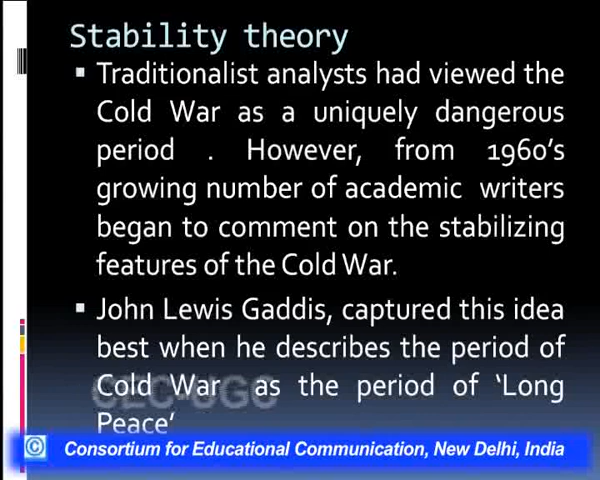 Stability theory
▪ Traditionalist analysts had viewed the
Cold War as a uniquely dangerous
period . However, from 1960's
growing number of academic writers
began to comment on the stabilizing
features of the Cold War.
▪ John Lewis Gaddis, captured this idea
best when he describes the period of
Cold War as the period of 'Long
Peace'
CEC-UGC
© Consortium for Educational Communication, New Delhi, India